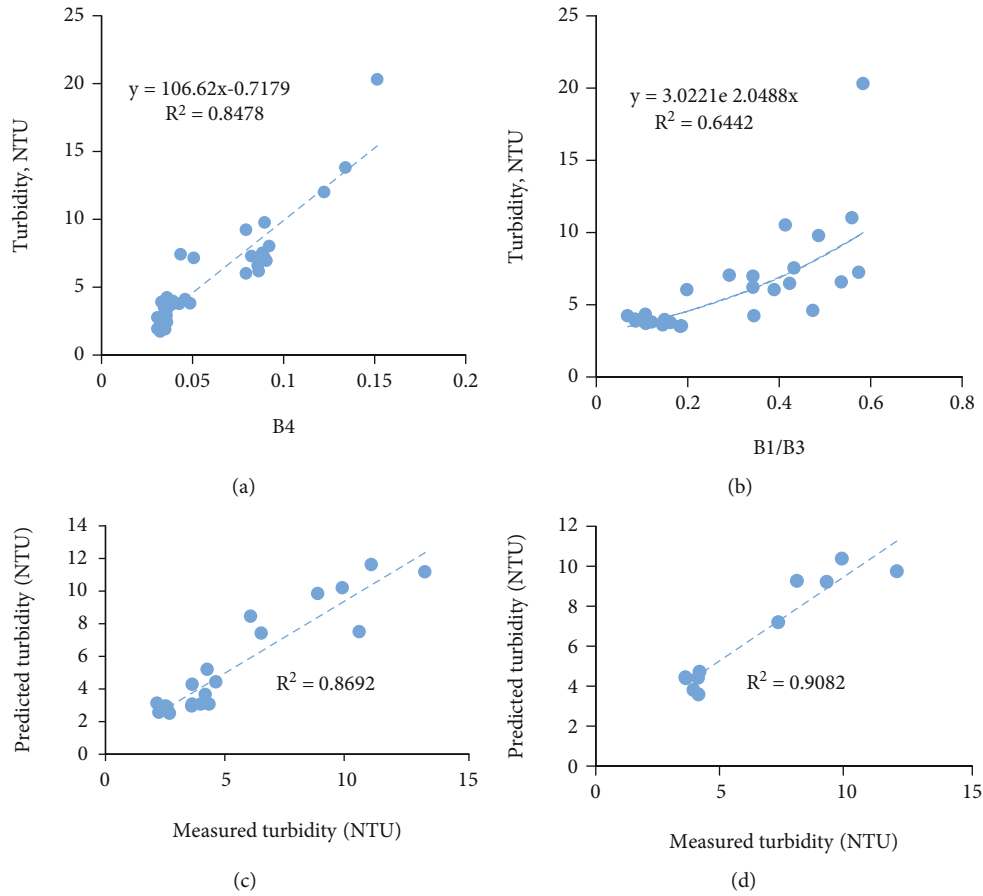 25
20
15
10
5
0
Turbidity, NTU
y = 106.62x-0.7179
R² = 0.8478
0
0.05
0.1
0.15
0.2
B4
(a)
25
20
15
10
5
0
Turbidity, NTU
y = 3.0221e 2.0488x
R² = 0.6442
0
0.2
0.4
0.6
0.8
B1/B3
(b)
14
12
10
8
6
4
2
0
Predicted turbidity (NTU)
R² = 0.8692
0
5
10
15
Measured turbidity (NTU)
(c)
12
10
8
6
4
2
0
Predicted turbidity (NTU)
R² = 0.9082
0
5
10
15
Measured turbidity (NTU)
(d)